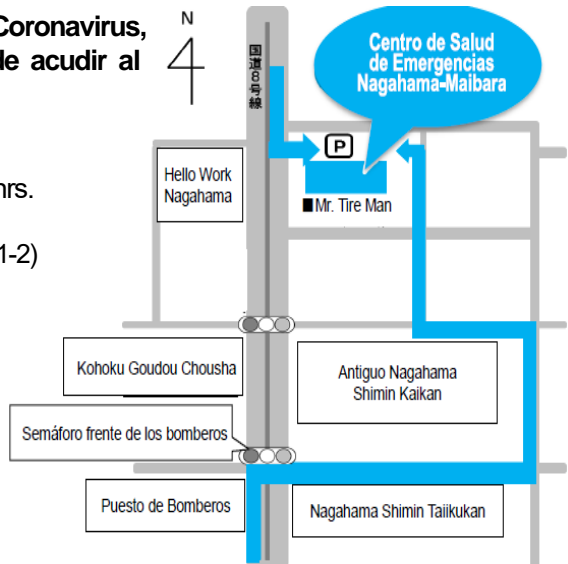 Coronavirus,
de acudir al
hrs.
1-2)
N
国道8号線
Centro de Salud
de Emergencias
Nagahama-Maibara
P
Hello Work
Nagahama
■Mr. Tire Man
Kohoku Goudou Chousha
Antiguo Nagahama
Shimin Kaikan
Semáforo frente de los bomberos
Puesto de Bomberos
Nagahama Shimin Taiikukan